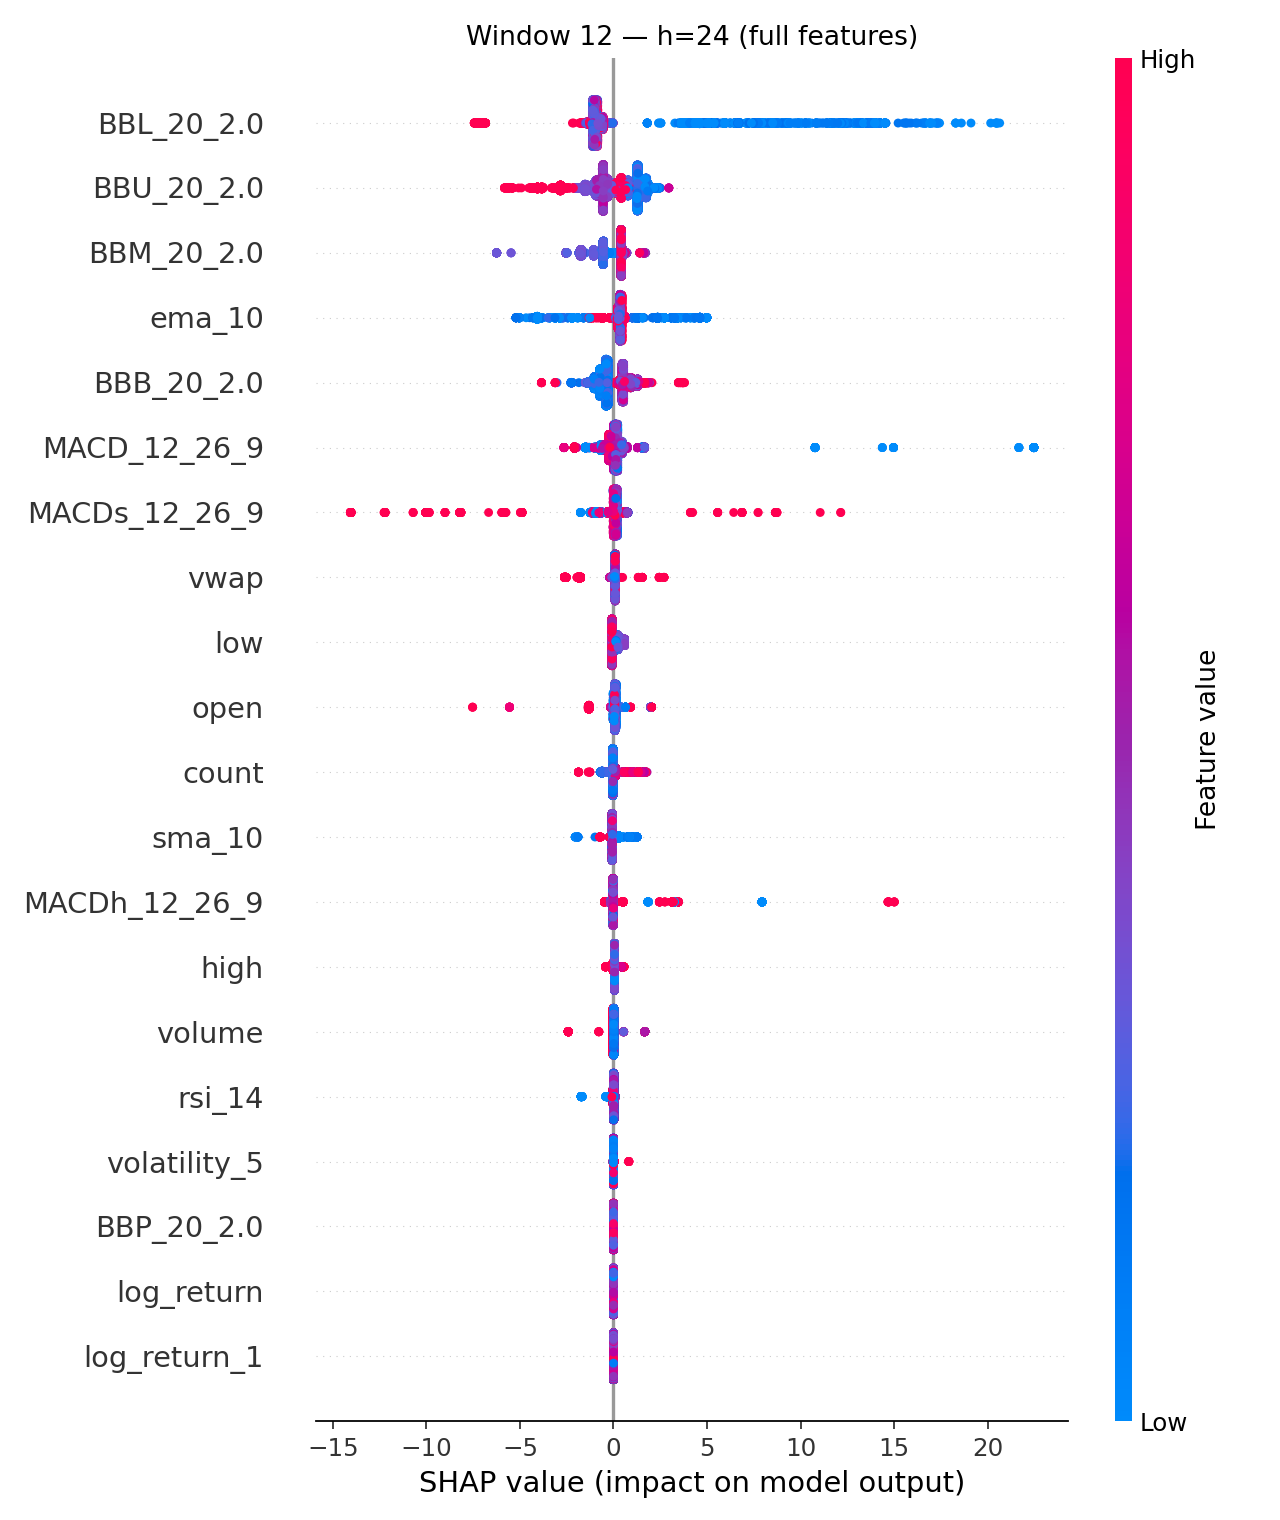 Window 12 — h=24 (full features)
High
BBL_20_2.0
BBU_20_2.0
BBM_20_2.0
ema_10
BBB_20_2.0
MACD_12_26_9
MACDs_12_26_9
vwap
low
open
count
sma_10
MACDh_12_26_9
high
volume
rsi_14
volatility_5
BBP_20_2.0
log_return
log_return_1
Feature value
Low
−15 −10 −5 0 5 10 15 20
SHAP value (impact on model output)